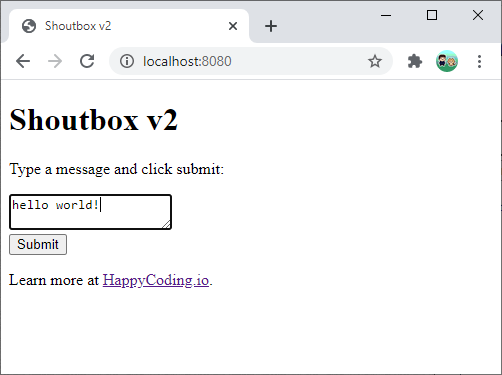 Shoutbox v2
localhost:8080
Shoutbox v2
Type a message and click submit:
hello world!
Submit
Learn more at HappyCoding.io.